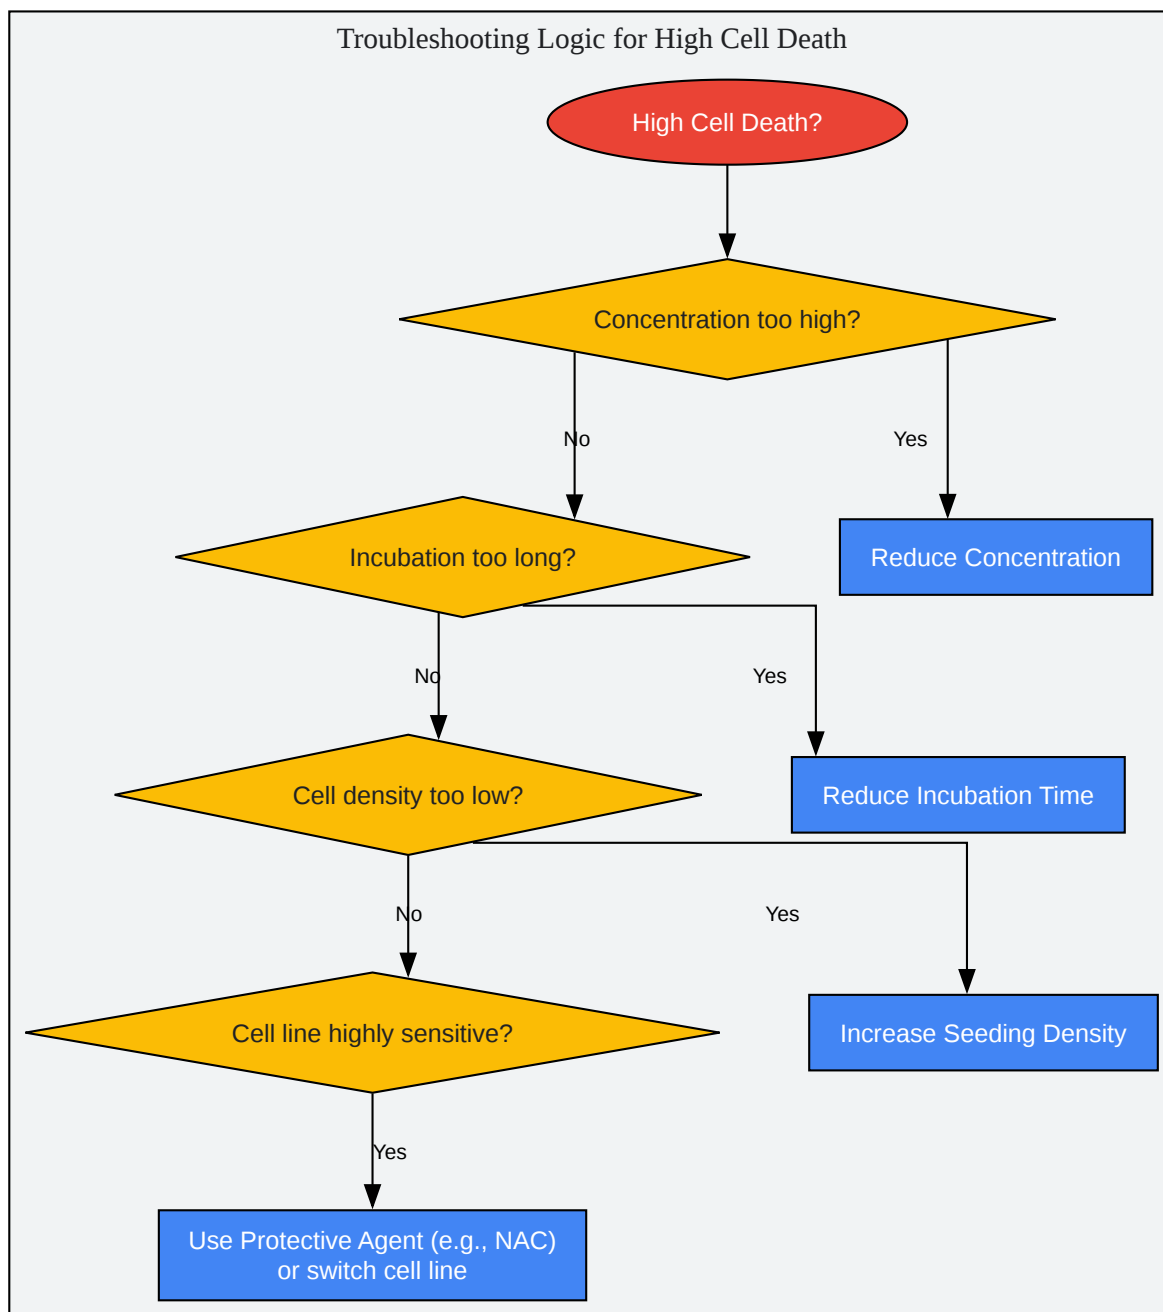 Troubleshooting Logic for High Cell Death
High Cell Death?
Concentration too high?
No
Yes
Incubation too long?
Reduce Concentration
No
Yes
Cell density too low?
Reduce Incubation Time
No
Yes
Cell line highly sensitive?
Increase Seeding Density
Yes
Use Protective Agent (e.g., NAC)
or switch cell line